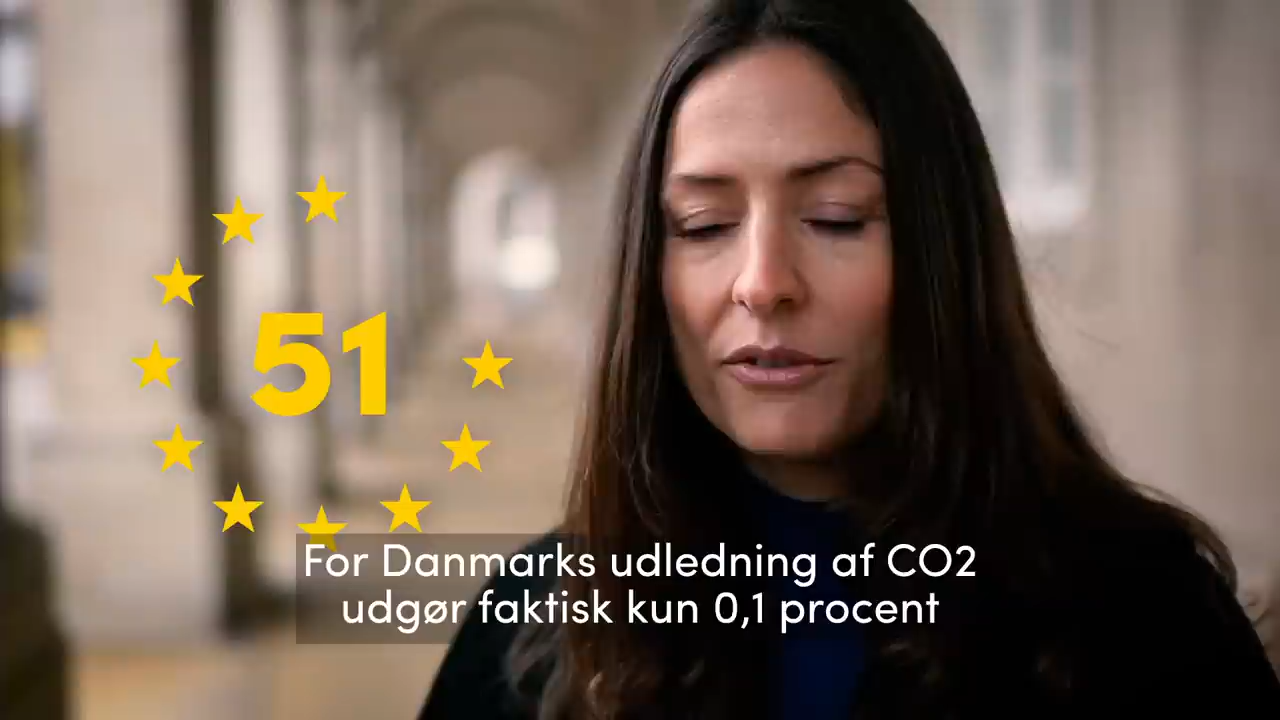 51
For Danmarks udledning af CO2
udgør faktisk kun 0,1 procent